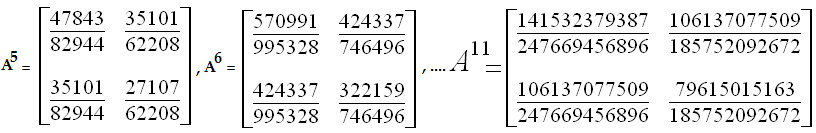 A^5 = [ 47843/82944 35101/62208 ; 35101/82944 27107/62208 ] , A^6 = [ 570991/995328 424337/746496 ; 424337/995328 322159/746496 ] , .... A^11 = [ 141532379387/247669456896 106137077509/185752092672 ; 106137077509/247669456896 79615015163/185752092672 ]